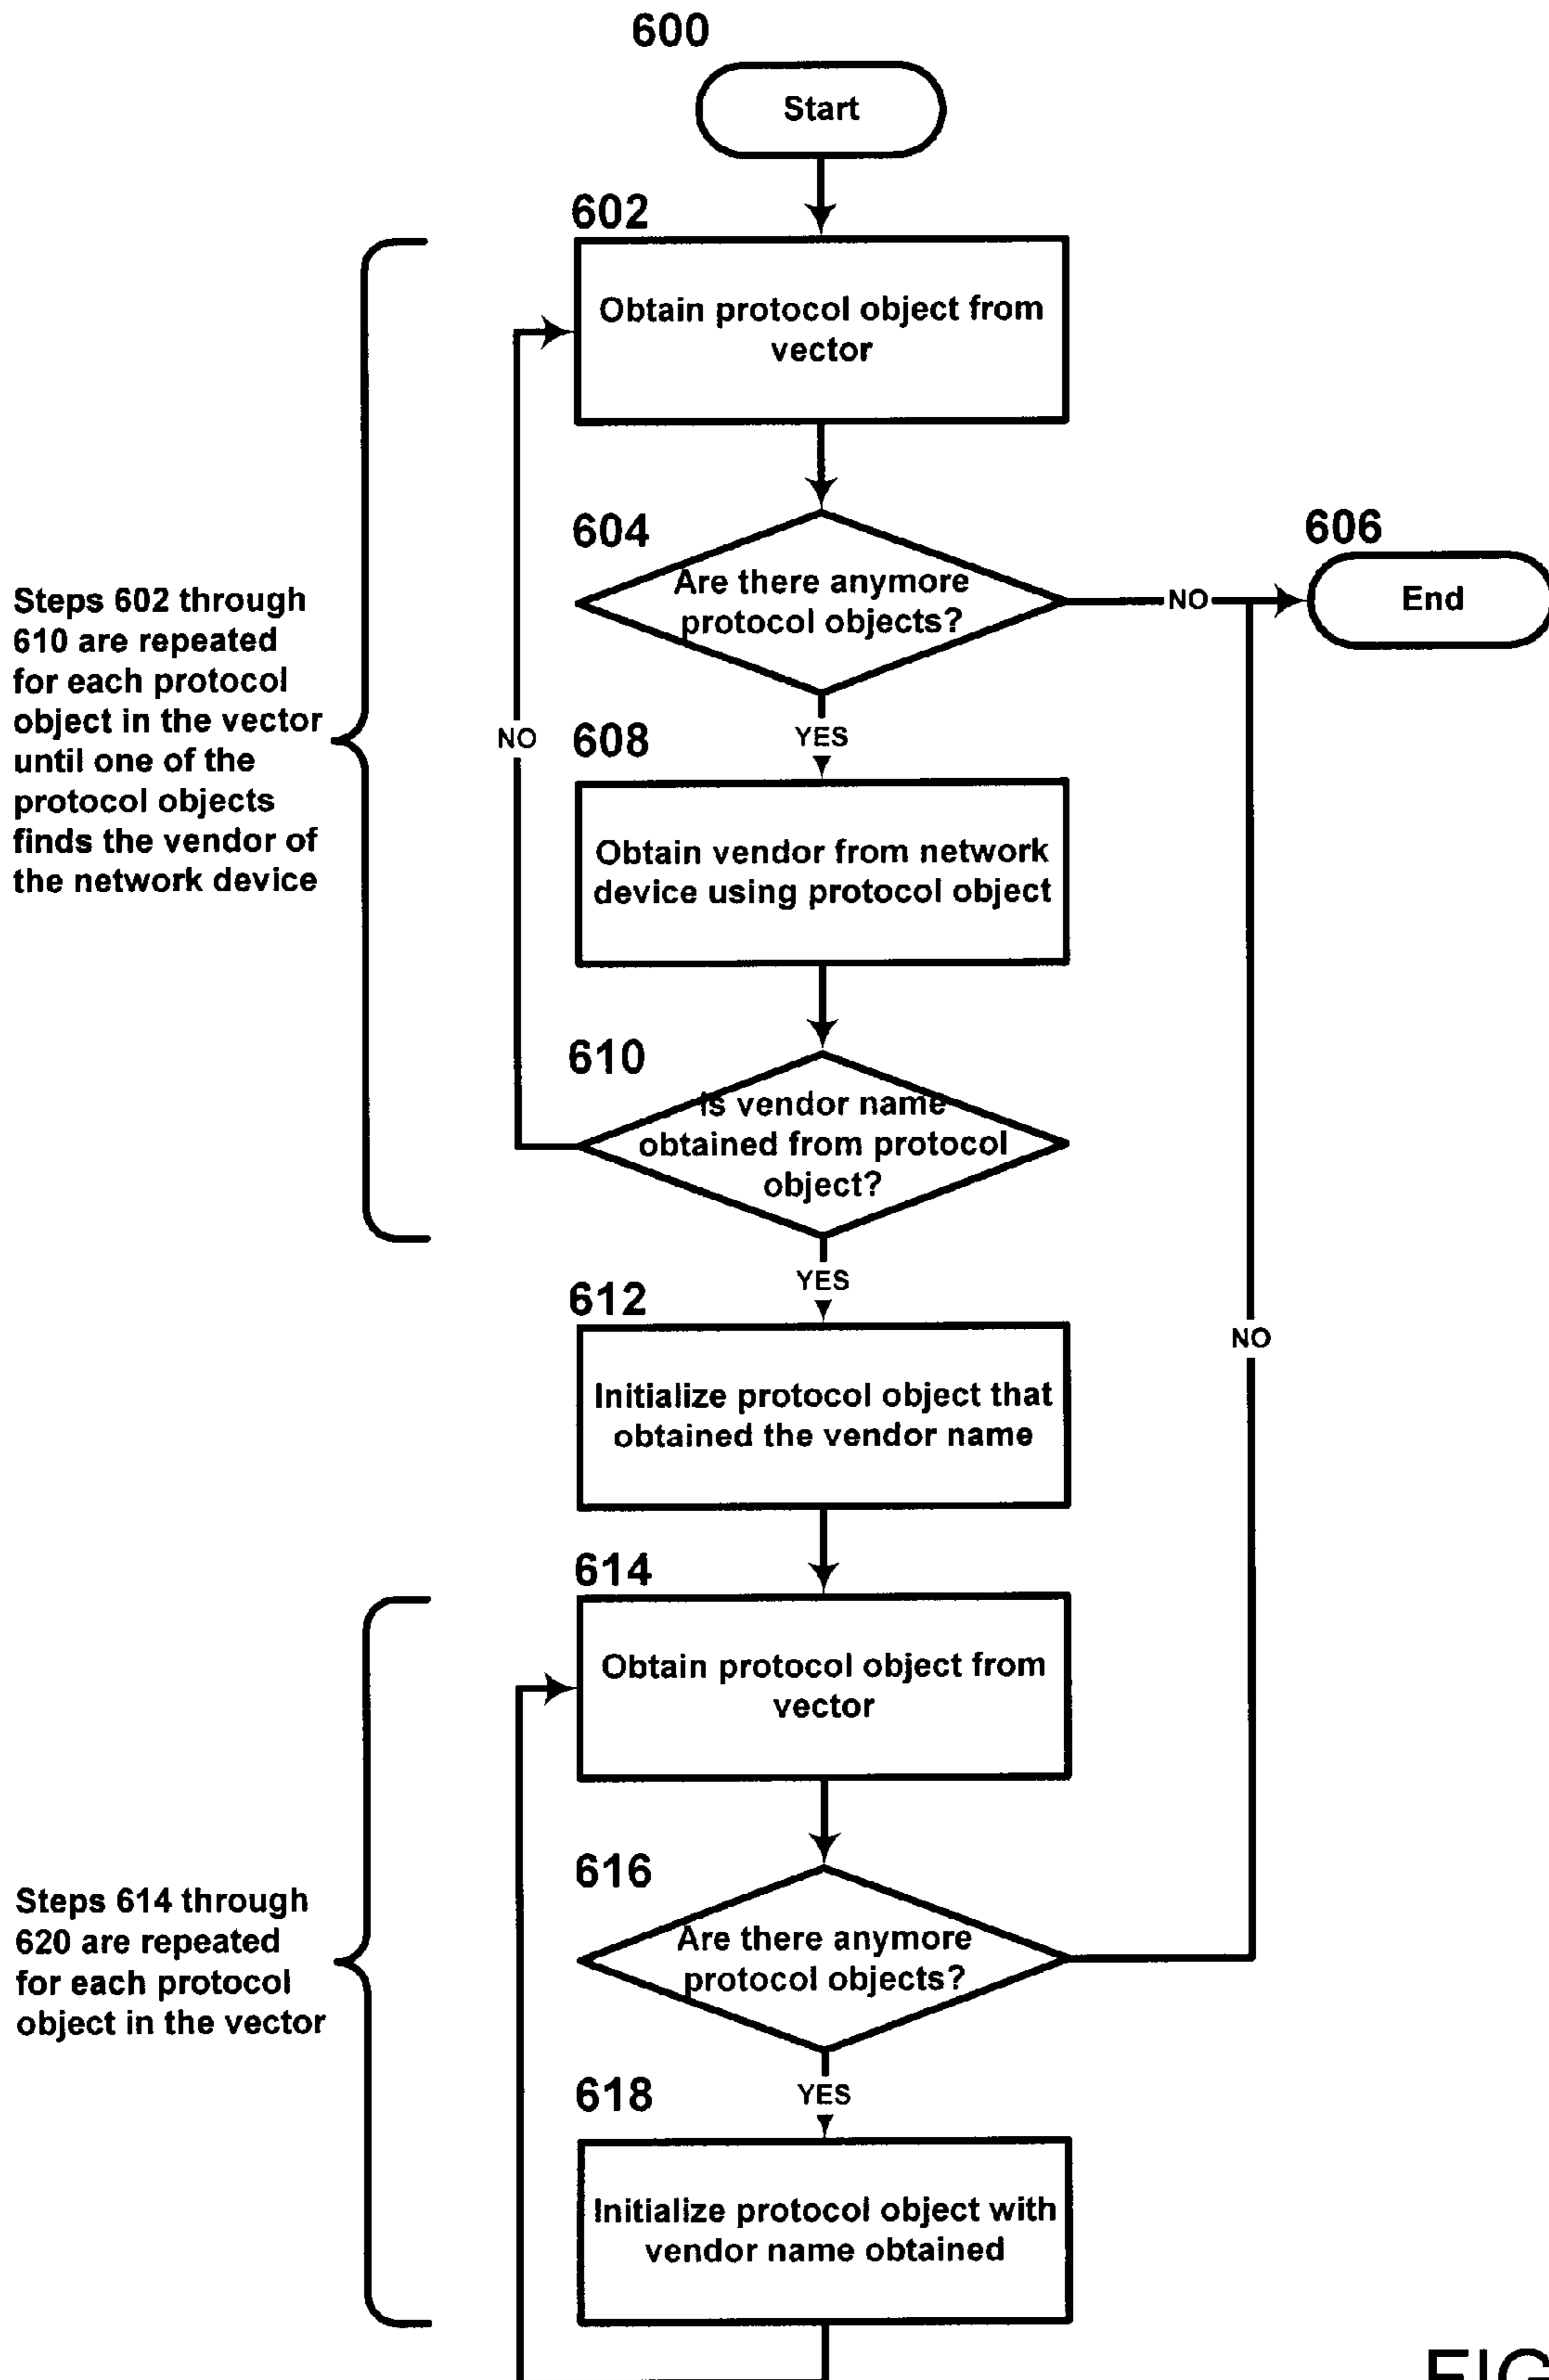 600
Start
602
Obtain protocol object from
vector
604
Are there anymore
protocol objects?
NO
606
End
Steps 602 through
610 are repeated
for each protocol
object in the vector
until one of the
protocol objects
finds the vendor of
the network device
NO
608
YES
Obtain vendor from network
device using protocol object
610
Is vendor name
obtained from protocol
object?
YES
612
NO
Initialize protocol object that
obtained the vendor name
614
Obtain protocol object from
vector
616
Are there anymore
protocol objects?
Steps 614 through
620 are repeated
for each protocol
object in the vector
618
YES
Initialize protocol object with
vendor name obtained
FIG